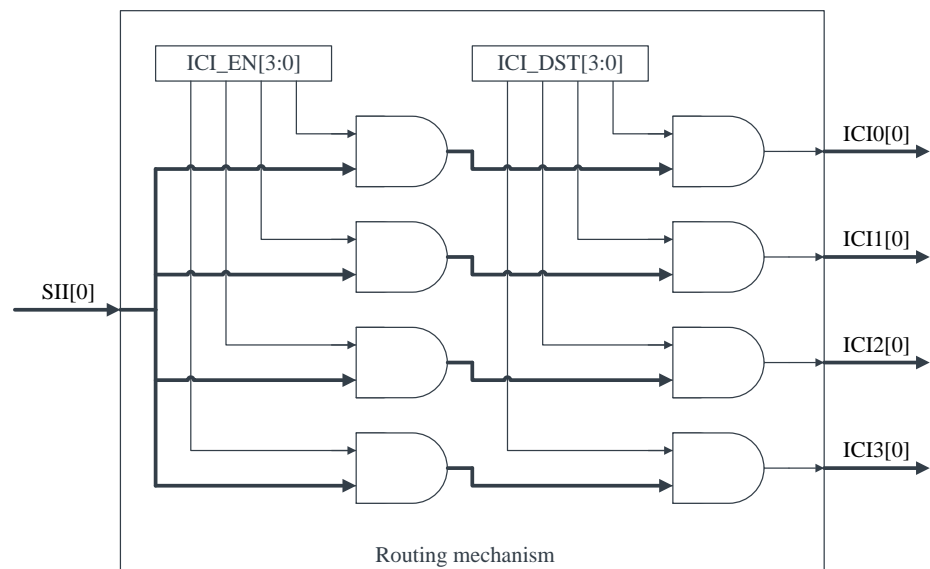 ICI_EN[3:0]
ICI_DST[3:0]
ICI0[0]
ICI1[0]
SII[0]
ICI2[0]
ICI3[0]
Routing mechanism